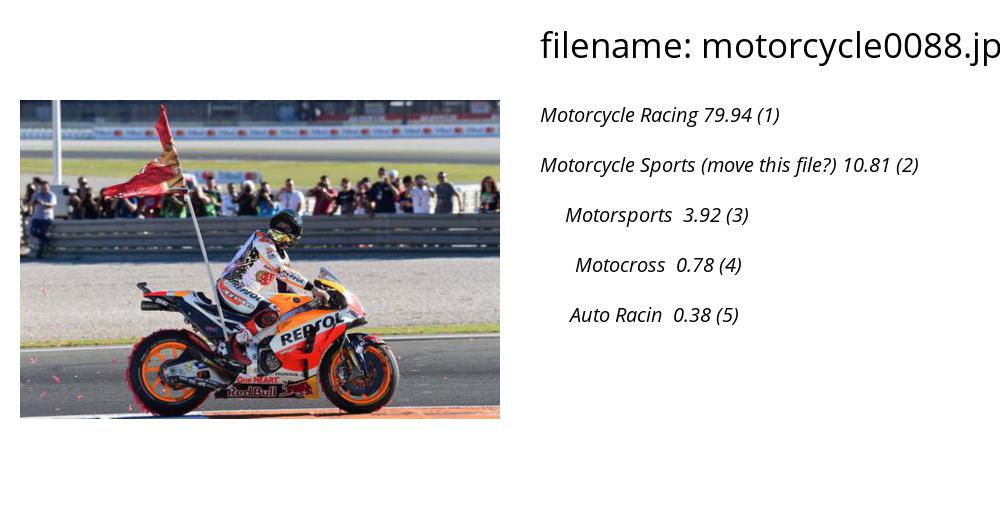 filename: motorcycle0088.jp
Motorcycle Racing 79.94 (1)
Motorcycle Sports (move this file?) 10.81 (2)
Motorsports 3.92 (3)
Motocross 0.78 (4)
Auto Racin 0.38 (5)
REPSOL
REPSOL
One HEART
HONDA
Red Bull